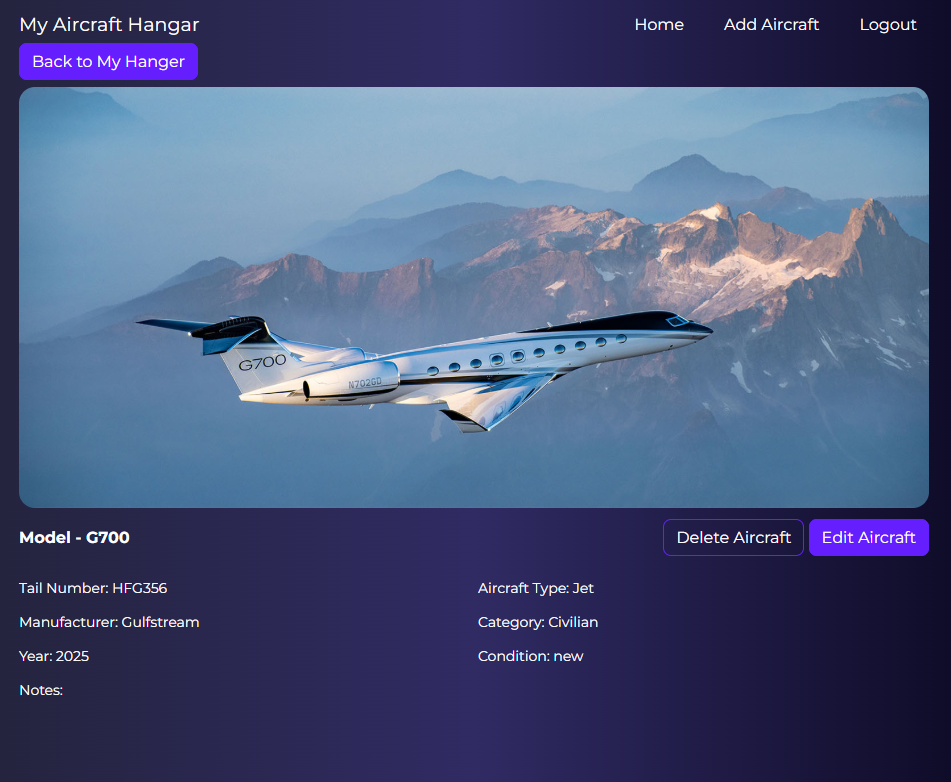 My Aircraft Hangar
Home Add Aircraft Logout
Back to My Hanger
G700
N702GD
Model - G700
Delete Aircraft Edit Aircraft
Tail Number: HFG356
Aircraft Type: Jet
Manufacturer: Gulfstream
Category: Civilian
Year: 2025
Condition: new
Notes: